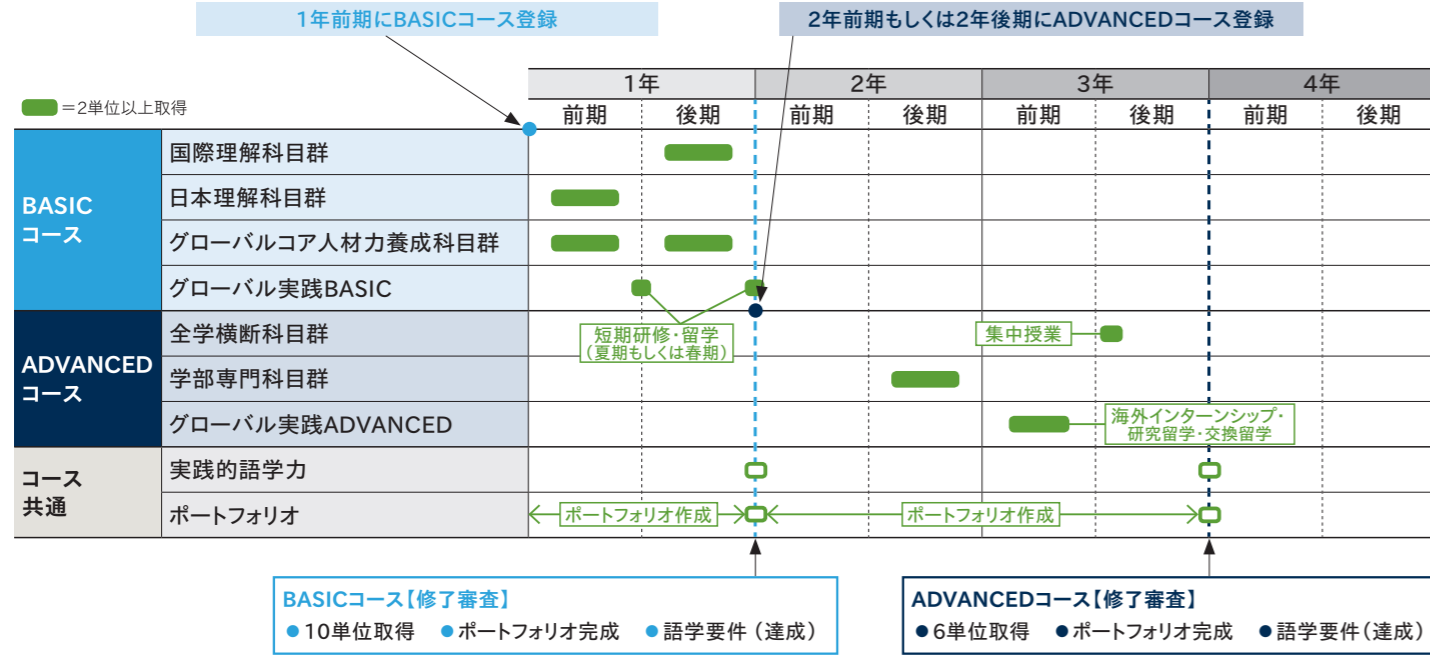 1年前期にBASICコース登録
2年前期もしくは2年後期にADVANCEDコース登録
=2単位以上取得
1年
2年
3年
4年
前期
後期
前期
後期
前期
後期
前期
後期
BASIC
コース
国際理解科目群
日本理解科目群
グローバルコア人材力養成科目群
グローバル実践BASIC
短期研修・留学
(夏期もしくは春期)
ADVANCED
コース
全学横断科目群
集中授業
学部専門科目群
グローバル実践ADVANCED
海外インターンシップ・
研究留学・交換留学
コース
共通
実践的語学力
ポートフォリオ
ポートフォリオ作成
ポートフォリオ作成
BASICコース【修了審査】
●10単位取得 ●ポートフォリオ完成 ●語学要件(達成)
ADVANCEDコース【修了審査】
●6単位取得 ●ポートフォリオ完成 ●語学要件(達成)